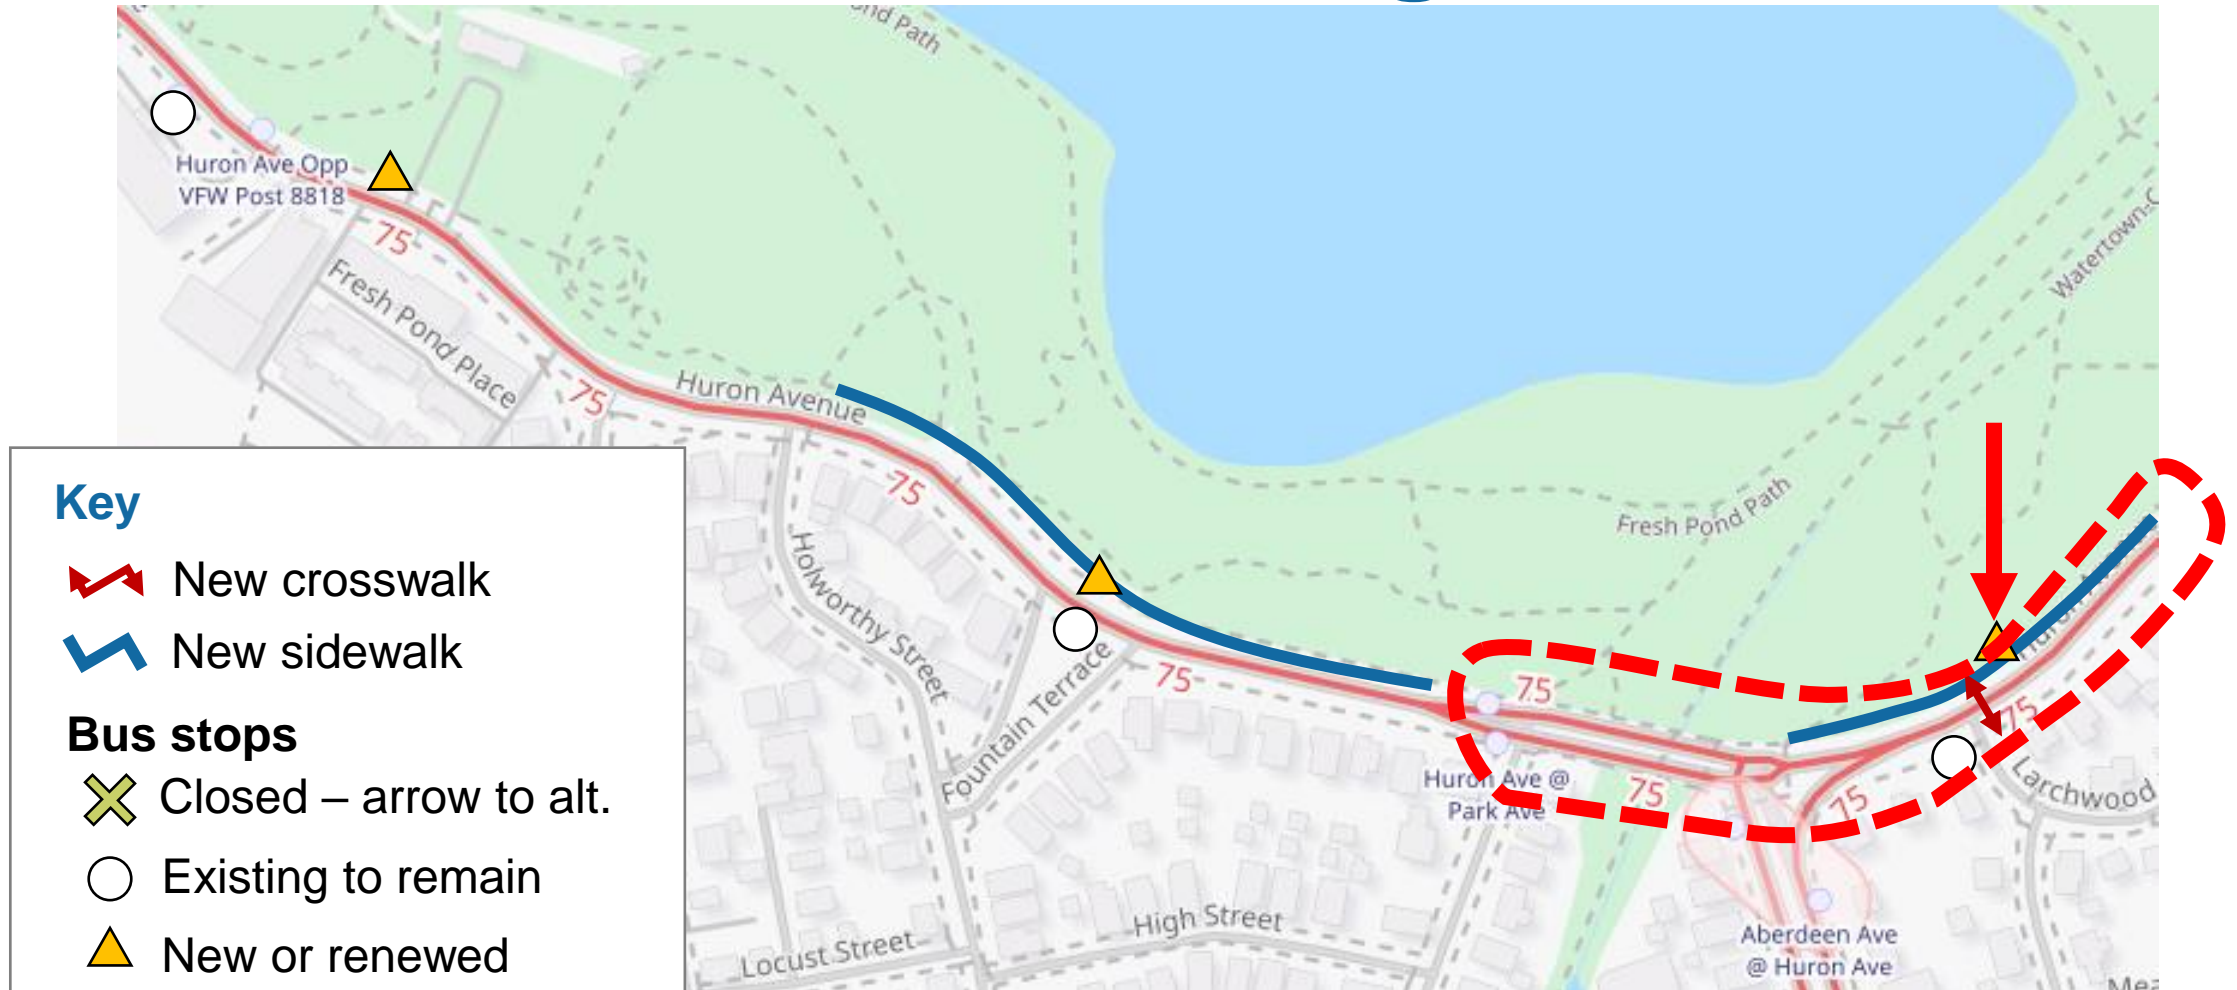 nd Path
Huron Ave Opp
VFW Post 8818
75
Fresh Pond Place
75
Huron Avenue
75
Watertown-C
Fresh Pond Path
Holworthy Street
Fountain Terrace
75
75
75
75
75
Huron Ave @
Park Ave
Larchwood
High Street
Locust Street
Aberdeen Ave
@ Huron Ave
Mea
Key
New crosswalk
New sidewalk
Bus stops
Closed – arrow to alt.
Existing to remain
New or renewed